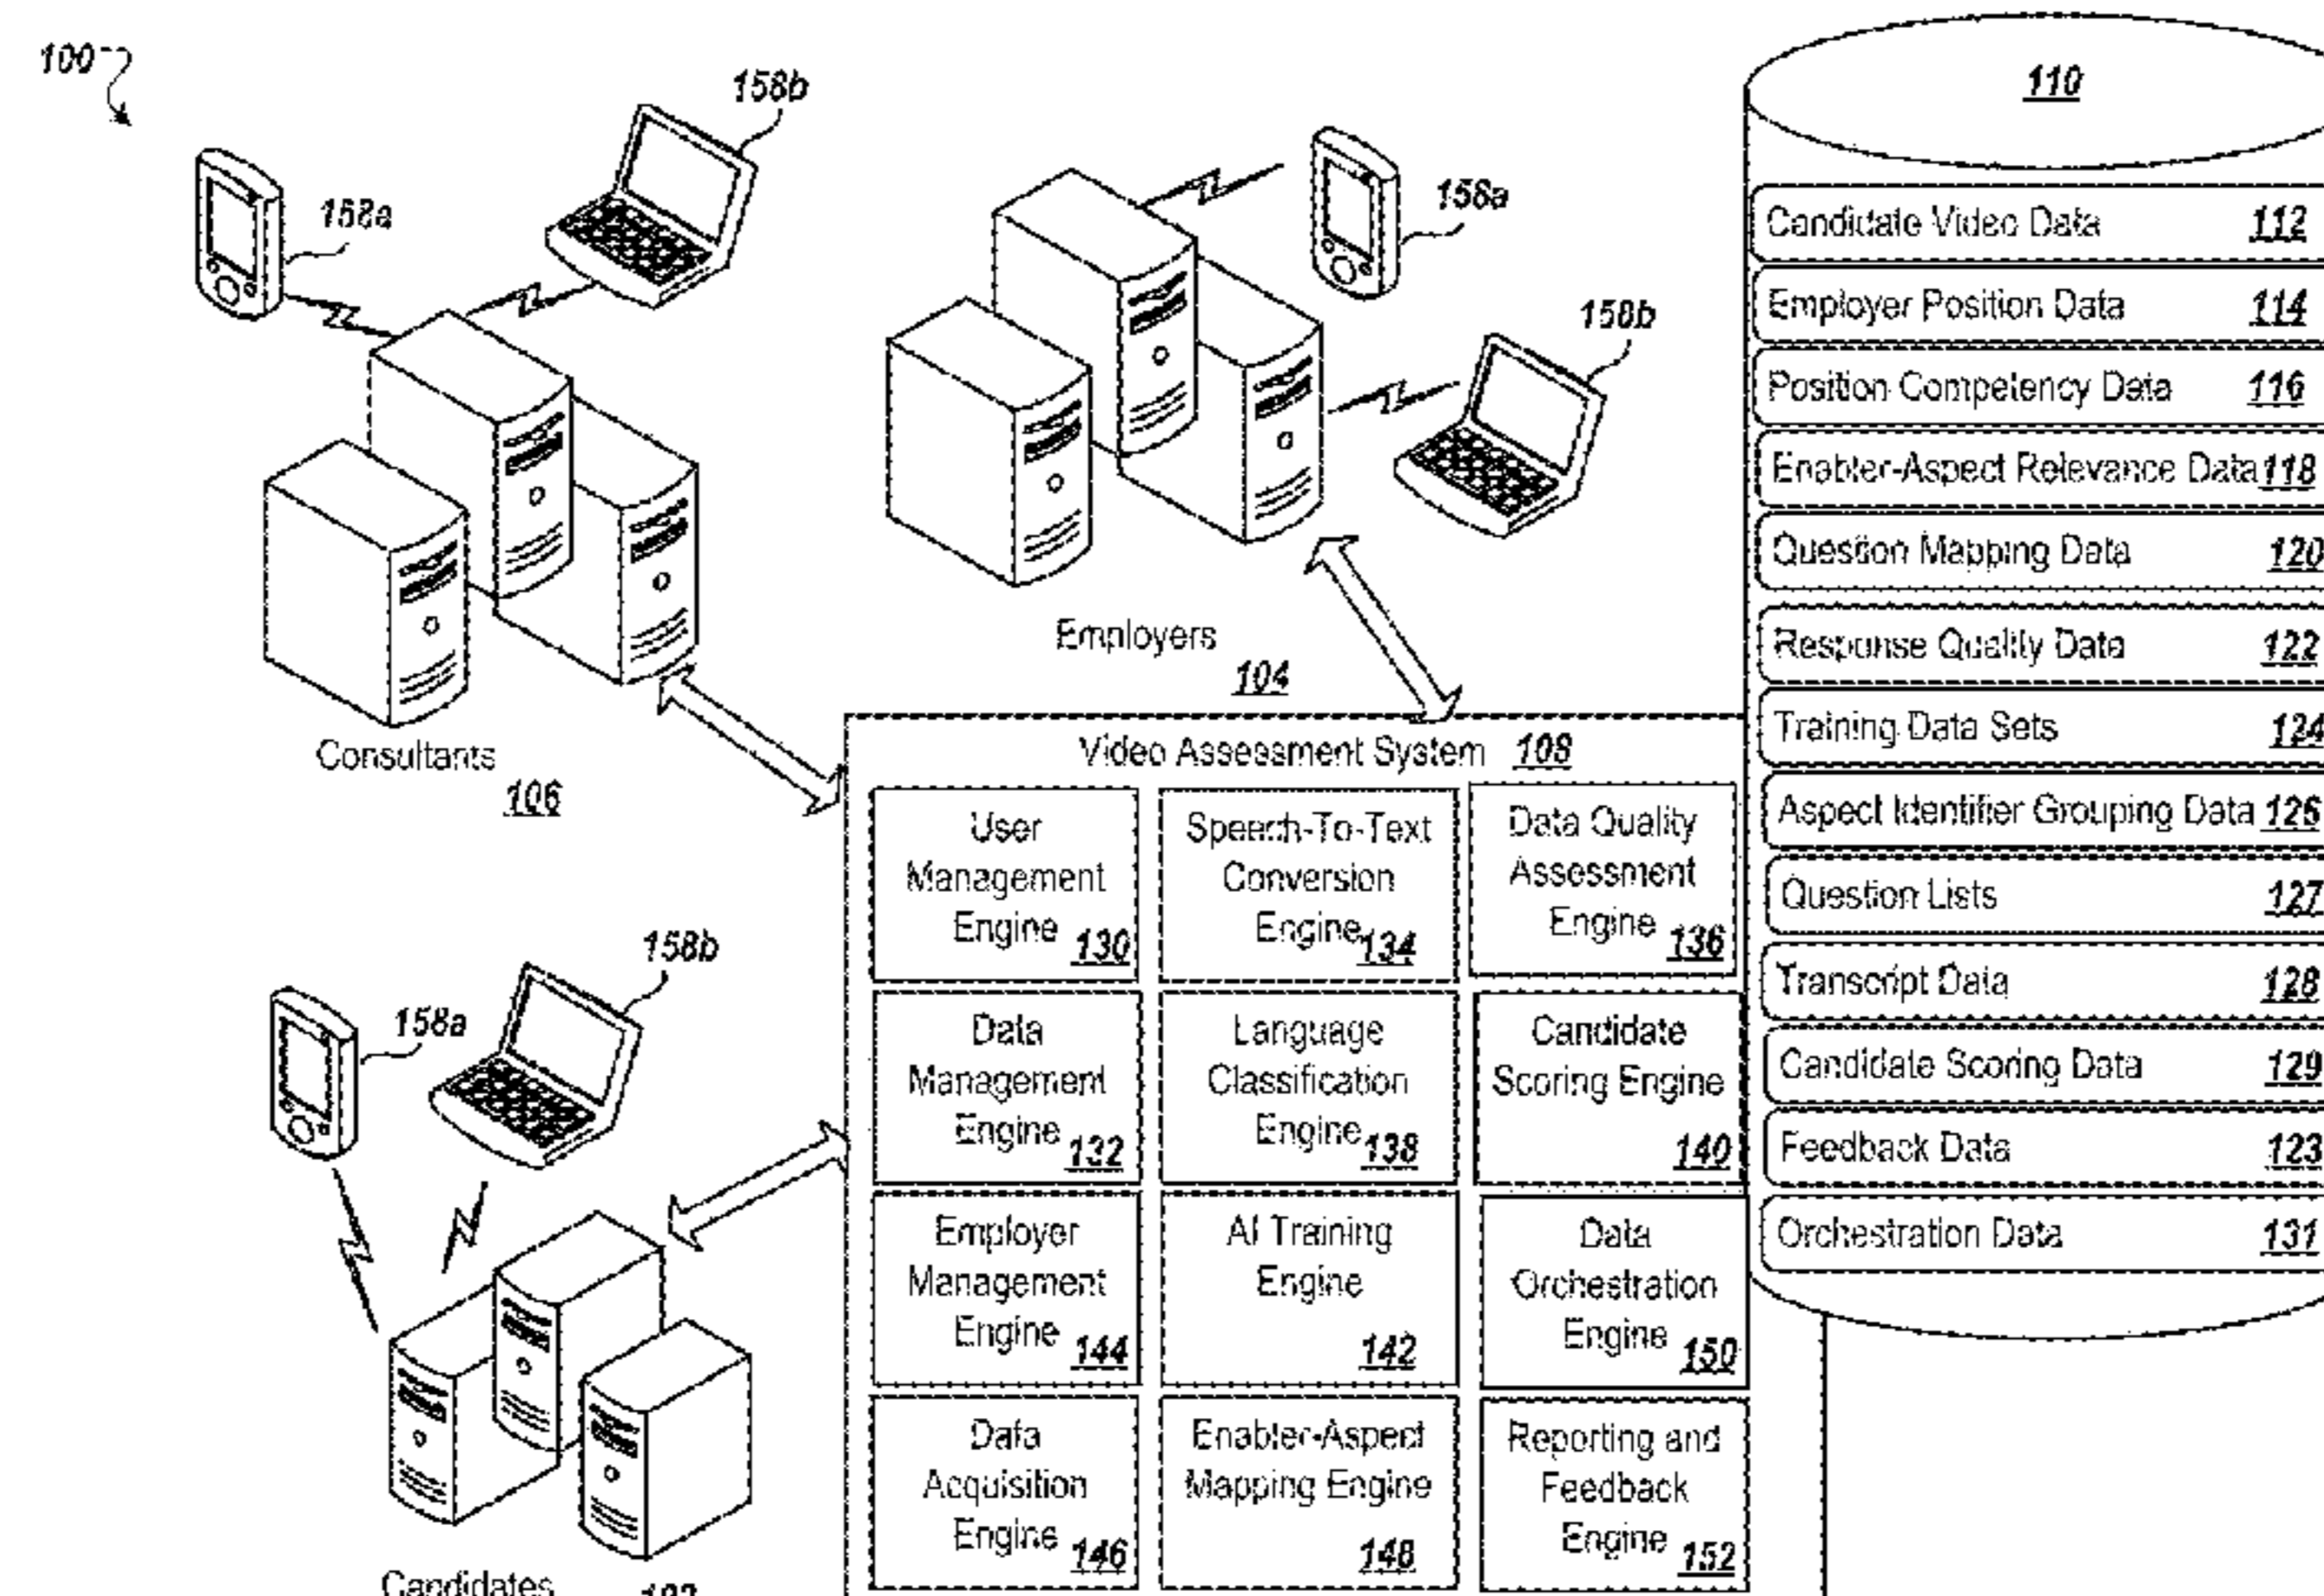 100
158b
158a
158a
158b
Consultants
106
Employers
104
158b
158a
Candidates
102
110
Candidate Video Data 112
Employer Position Data 114
Position Competency Data 116
Enabler-Aspect Relevance Data 118
Question Mapping Data 120
Response Quality Data 122
Training Data Sets 124
Aspect Identifier Grouping Data 126
Question Lists 127
Transcript Data 128
Candidate Scoring Data 129
Feedback Data 123
Orchestration Data 131
Video Assessment System 108
User
Management
Engine 130
Speech-To-Text
Conversion
Engine 134
Data Quality
Assessment
Engine 136
Data
Management
Engine 132
Language
Classification
Engine 138
Candidate
Scoring Engine
140
Employer
Management
Engine 144
AI Training
Engine
142
Data
Orchestration
Engine 150
Data
Acquisition
Engine 146
Enabler-Aspect
Mapping Engine
148
Reporting and
Feedback
Engine 152